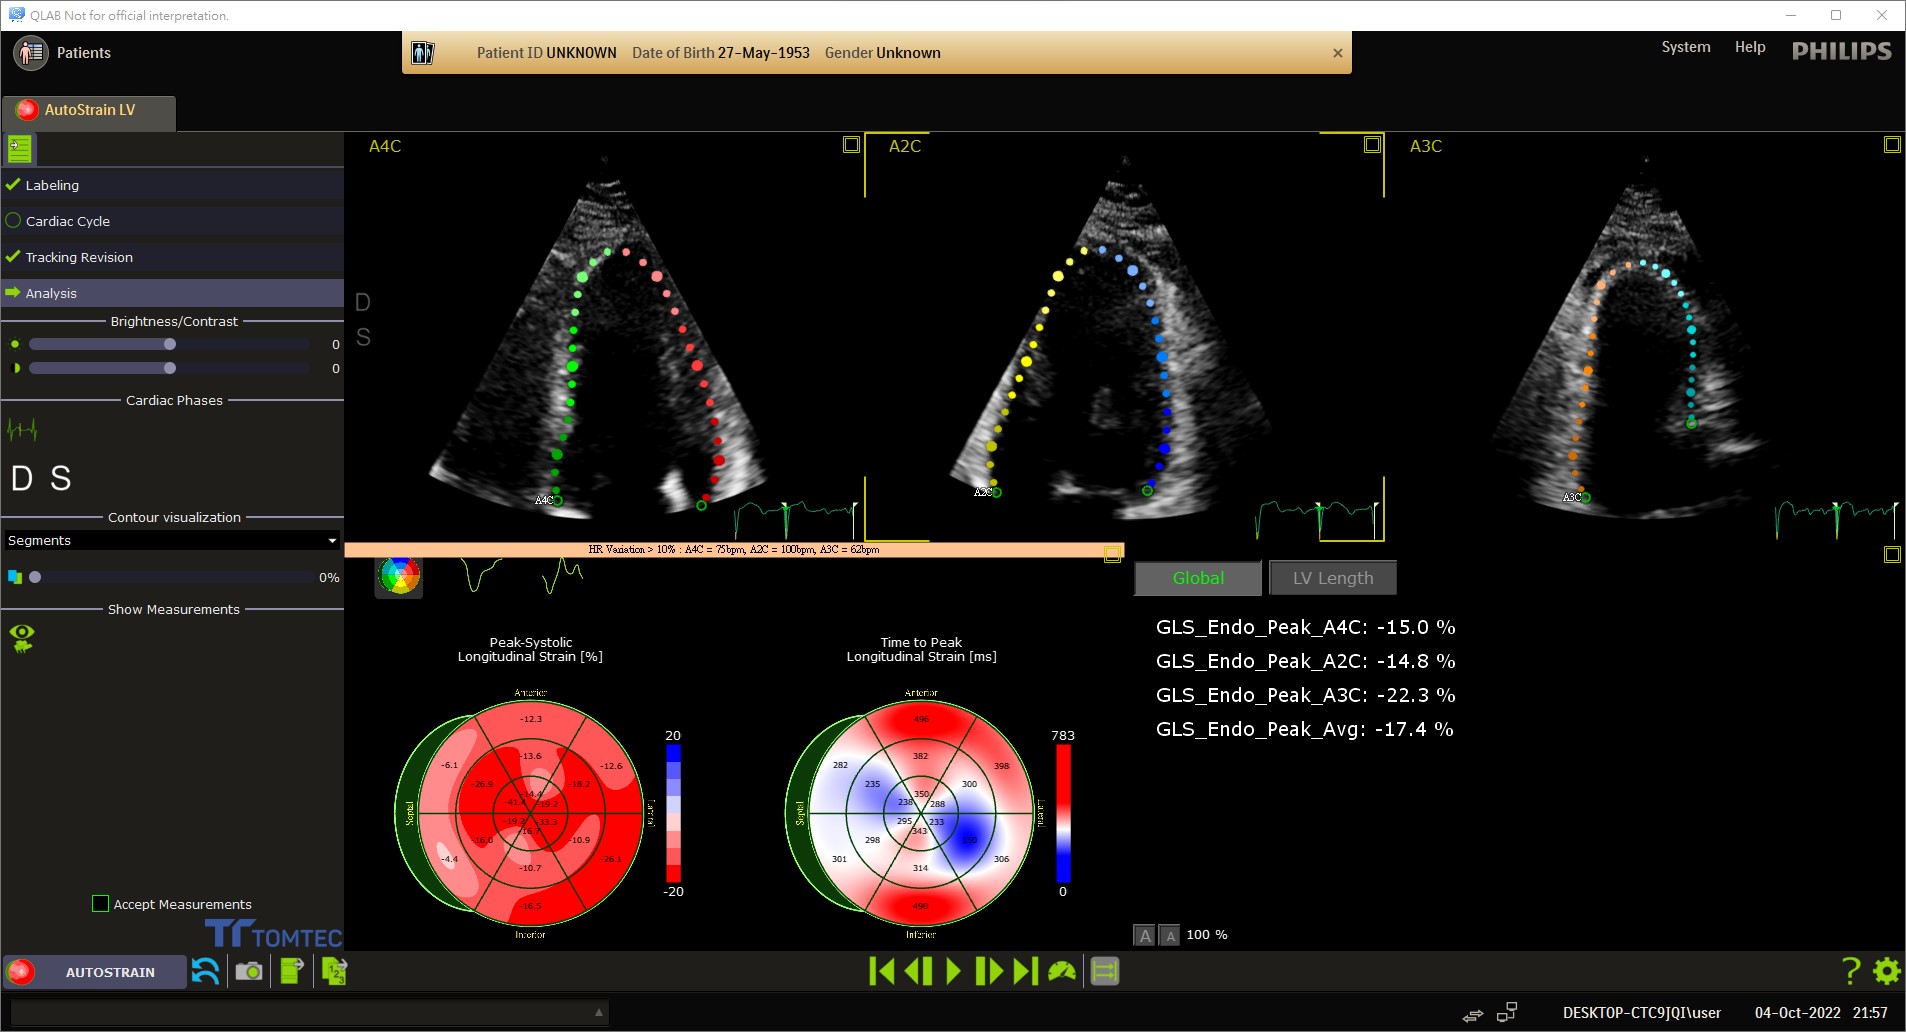 QLAB Not for official interpretation.
Patients
Patient ID UNKNOWN Date of Birth 27-May-1953 Gender Unknown
System Help PHILIPS
AutoStrain LV
Labeling
Cardiac Cycle
Tracking Revision
Analysis
Brightness/Contrast
0
0
Cardiac Phases
D S
Contour visualization
Segments
0%
Show Measurements
Accept Measurements
TOMTEC
A4C
D
S
A4C
A2C
A2C
A3C
A3C
HR Variation > 10% : A4C = 75bpm, A2C = 100bpm, A3C = 62bpm
Peak-Systolic
Longitudinal Strain [%]
Anterior
-12.3
-6.1
-13.6
-12.6
-26.9
-18.2
-14.4
-41.4
-19.2
Septal
Lateral
-19.2
-33.3
-16.7
-16.0
-10.9
-4.4
-10.7
-26.1
-16.5
Inferior
20
-20
Time to Peak
Longitudinal Strain [ms]
Anterior
496
282
382
398
235
300
350
238
288
Septal
Lateral
295
233
343
298
301
314
306
498
Inferior
783
0
Global LV Length
GLS_Endo_Peak_A4C: -15.0 %
GLS_Endo_Peak_A2C: -14.8 %
GLS_Endo_Peak_A3C: -22.3 %
GLS_Endo_Peak_Avg: -17.4 %
A A 100 %
AUTOSTRAIN
1 2 3
?
DESKTOP-CTC9JQI\user 04-Oct-2022 21:57